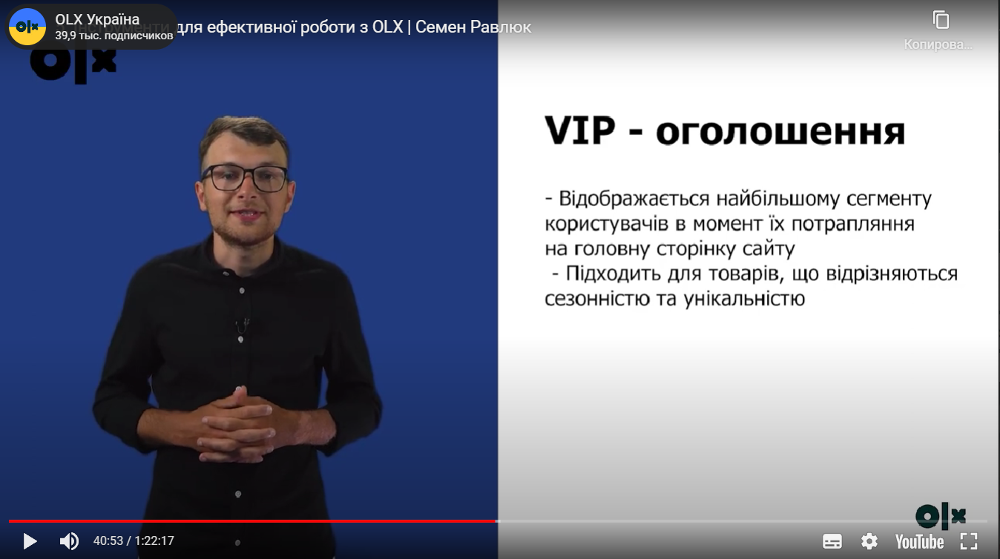 OLX Україна
39,9 тыс. подписчиков
для ефективної роботи з OLX | Семен Равлюк
Копирова...
olx
olx
VIP - оголошення
- Відображається найбільшому сегменту
користувачів в момент їх потрапляння
на головну сторінку сайту
- Підходить для товарів, що відрізняються
сезонністю та унікальністю
olx
40:53 / 1:22:17
YouTube